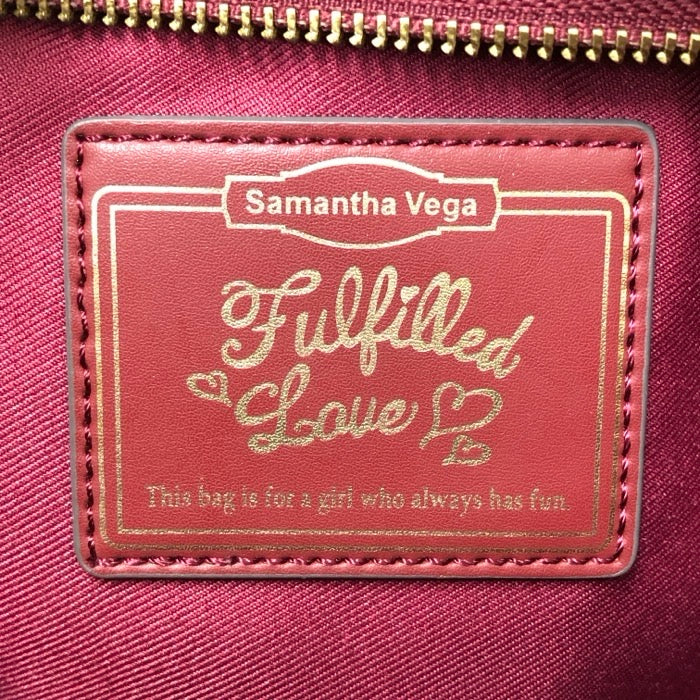 Samantha Vega
Fulfilled
Love
This bag is for a girl who always has fun.